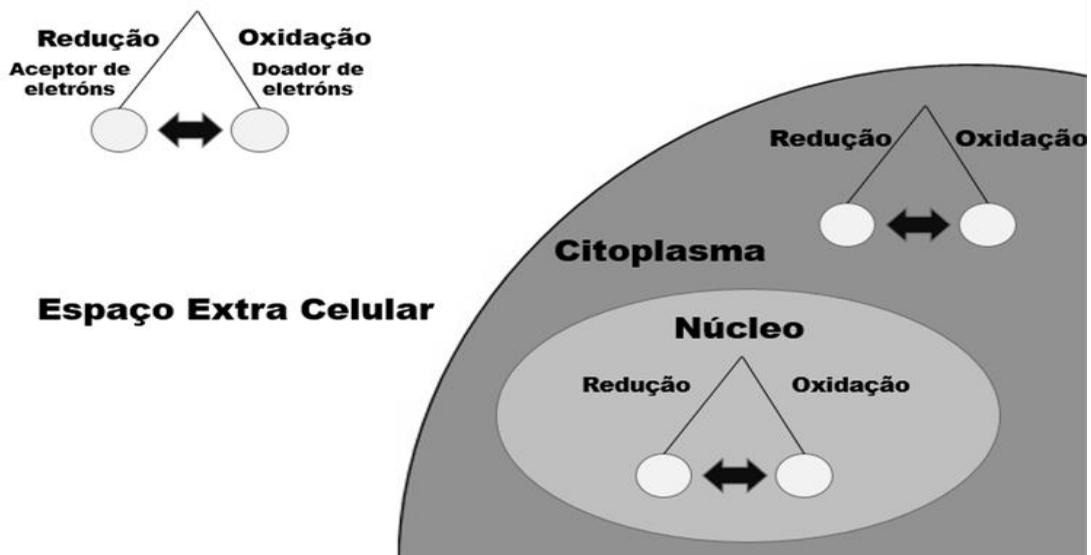 Redução Oxidação
Aceptor de eletróns
Doador de eletróns
Redução Oxidação
Citoplasma
Espaço Extra Celular
Núcleo
Redução Oxidação